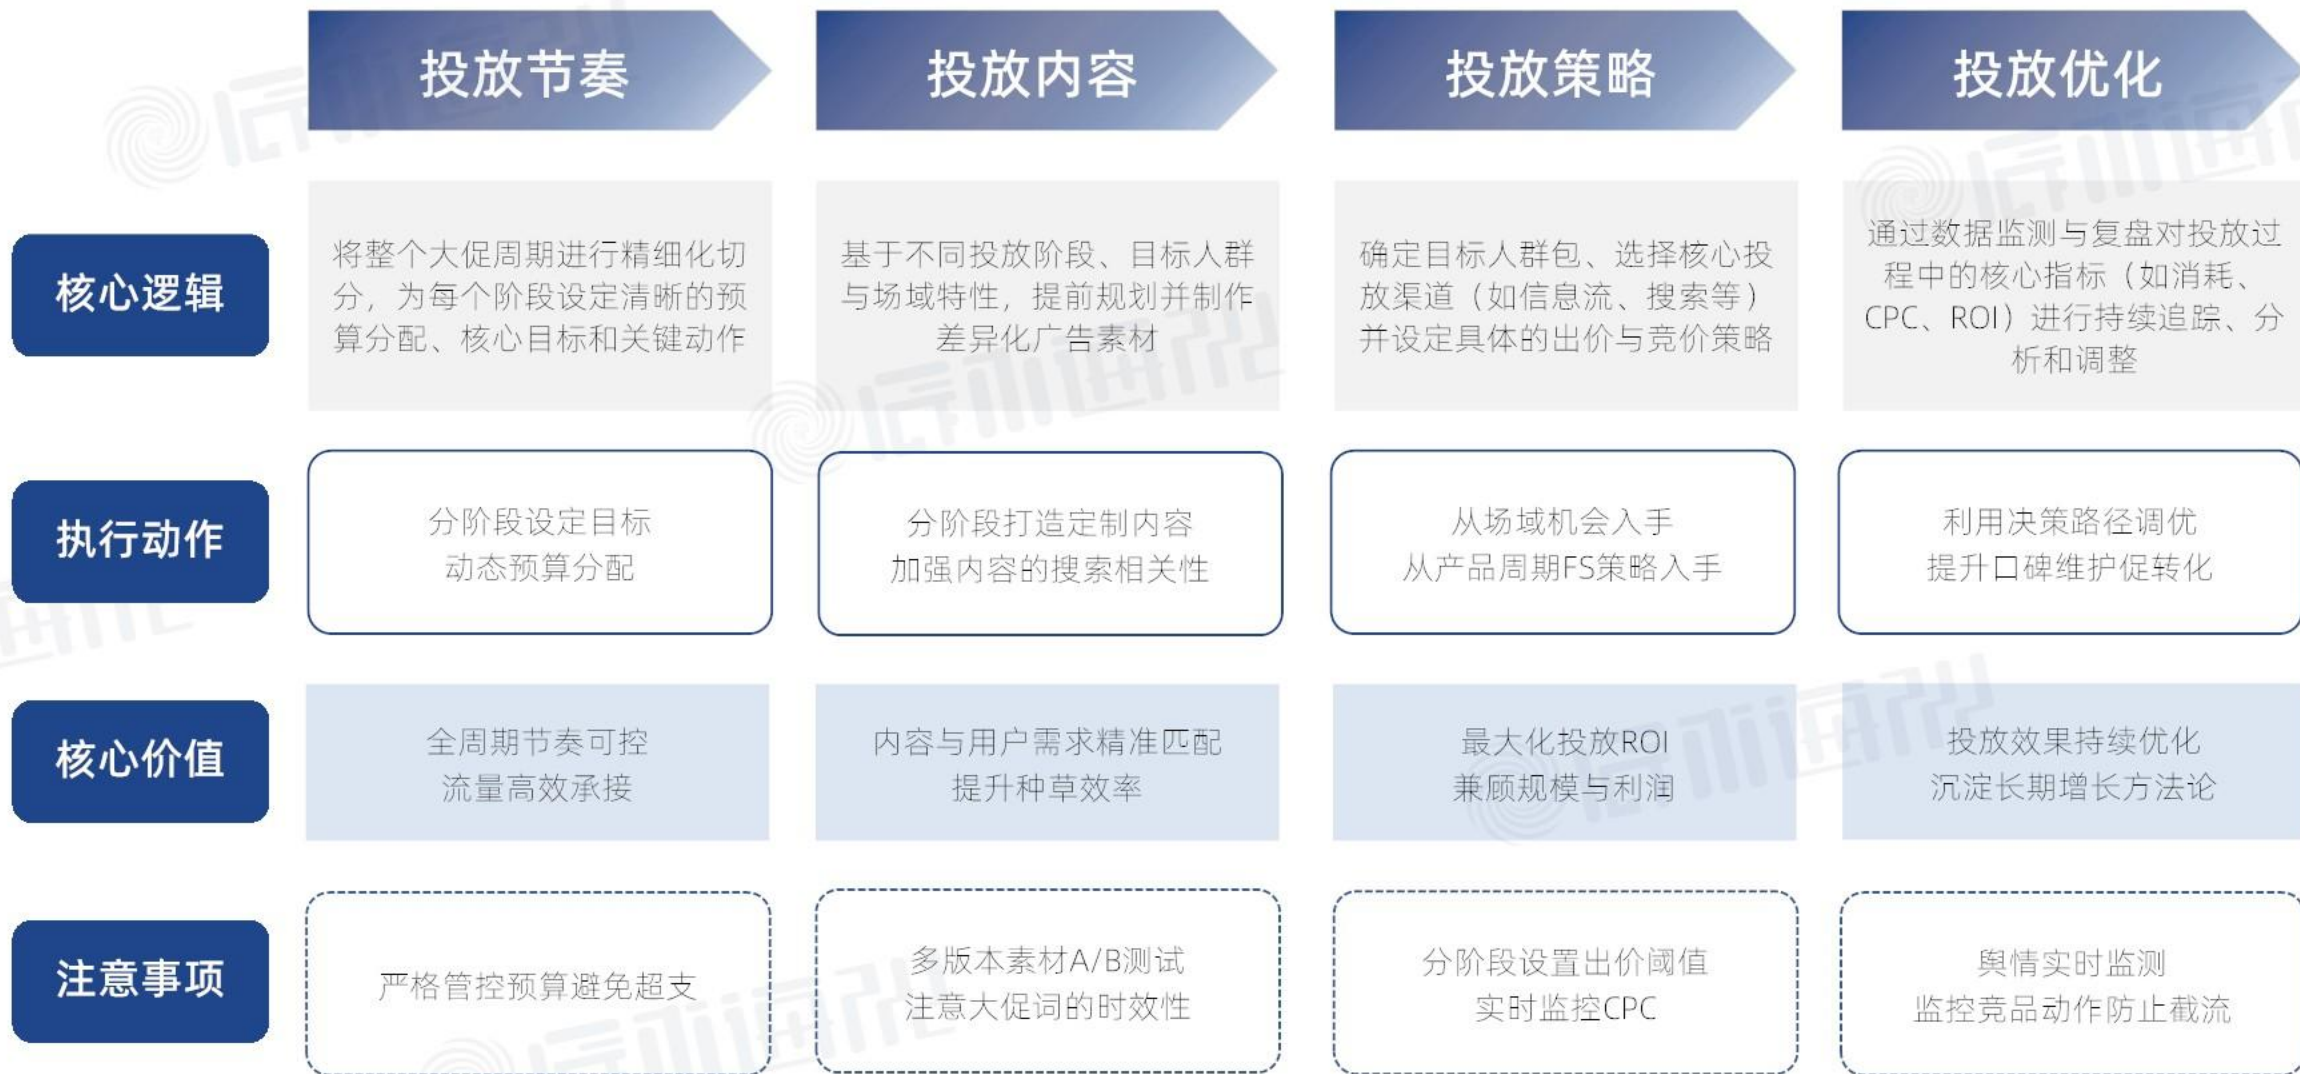 投放节奏
投放内容
投放策略
投放优化
核心逻辑
将整个大促周期进行精细化切
分，为每个阶段设定清晰的预
算分配、核心目标和关键动作
基于不同投放阶段、目标人群
与场域特性，提前规划并制作
差异化广告素材
确定目标人群包、选择核心投
放渠道（如信息流、搜索等）
并设定具体的出价与竞价策略
通过数据监测与复盘对投放过
程中的核心指标（如消耗、
CPC、ROI）进行持续追踪、分
析和调整
执行动作
分阶段设定目标
动态预算分配
分阶段打造定制内容
加强内容的搜索相关性
从场域机会入手
从产品周期FS策略入手
利用决策路径调优
提升口碑维护促转化
核心价值
全周期节奏可控
流量高效承接
内容与用户需求精准匹配
提升种草效率
最大化投放ROI
兼顾规模与利润
投放效果持续优化
沉淀长期增长方法论
注意事项
严格管控预算避免超支
多版本素材A/B测试
注意大促词的时效性
分阶段设置出价阈值
实时监控CPC
舆情实时监测
监控竞品动作防止截流